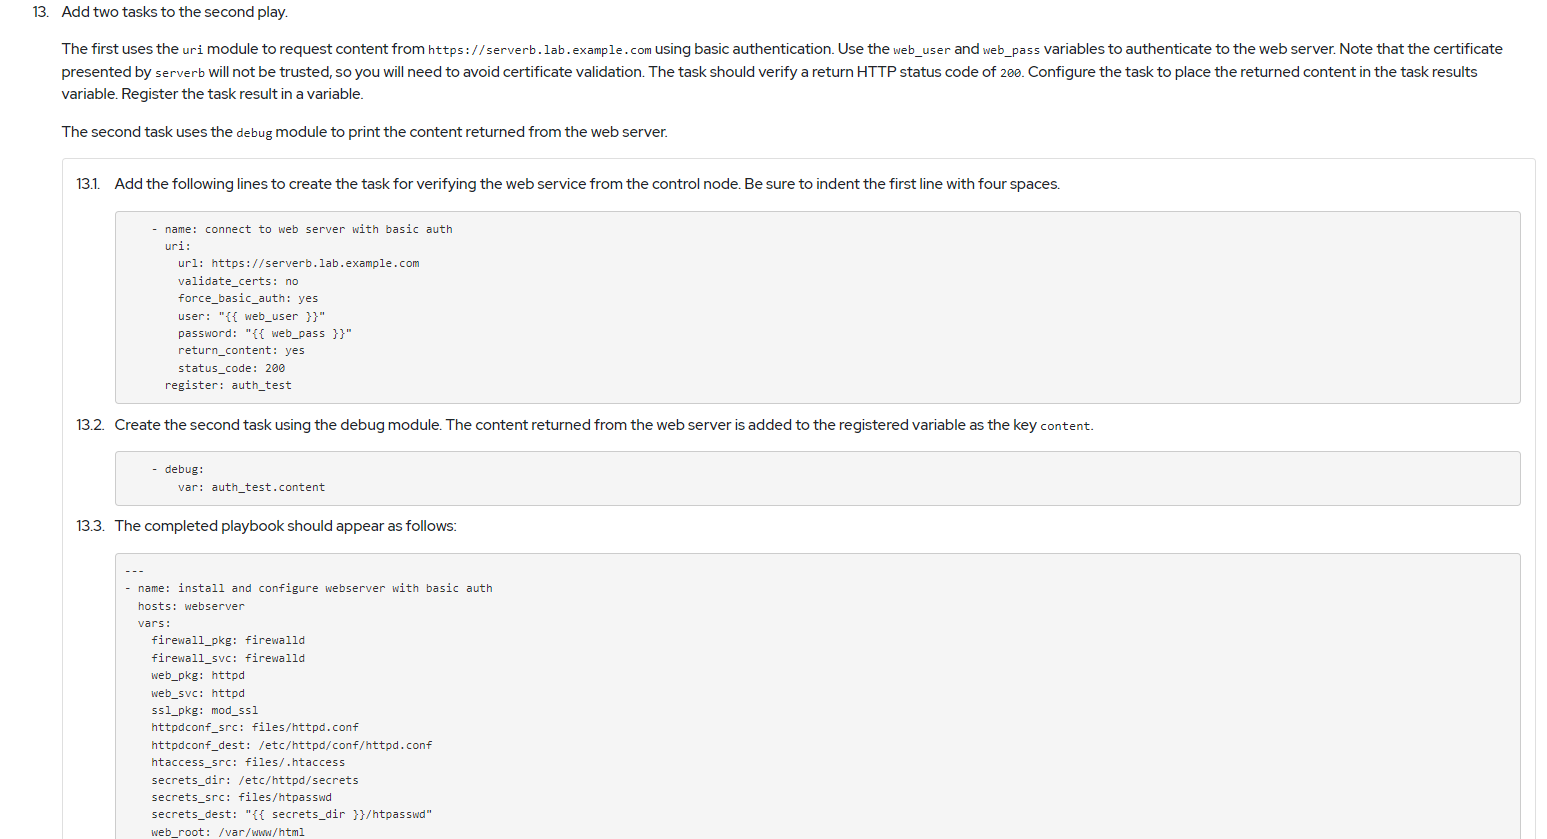 13. Add two tasks to the second play.
The first uses the uri module to request content from https://serverb.lab.example.com using basic authentication. Use the web_user and web_pass variables to authenticate to the web server. Note that the certificate
presented by serverb will not be trusted, so you will need to avoid certificate validation. The task should verify a return HTTP status code of 200. Configure the task to place the returned content in the task results
variable. Register the task result in a variable.
The second task uses the debug module to print the content returned from the web server.
13.1. Add the following lines to create the task for verifying the web service from the control node. Be sure to indent the first line with four spaces.
    - name: connect to web server with basic auth
      uri:
        url: https://serverb.lab.example.com
        validate_certs: no
        force_basic_auth: yes
        user: "{{ web_user }}"
        password: "{{ web_pass }}"
        return_content: yes
        status_code: 200
      register: auth_test
13.2. Create the second task using the debug module. The content returned from the web server is added to the registered variable as the key content.
    - debug:
        var: auth_test.content
13.3. The completed playbook should appear as follows:
---
- name: install and configure webserver with basic auth
  hosts: webserver
  vars:
    firewall_pkg: firewalld
    firewall_svc: firewalld
    web_pkg: httpd
    web_svc: httpd
    ssl_pkg: mod_ssl
    httpdconf_src: files/httpd.conf
    httpdconf_dest: /etc/httpd/conf/httpd.conf
    htaccess_src: files/.htaccess
    secrets_dir: /etc/httpd/secrets
    secrets_src: files/htpasswd
    secrets_dest: "{{ secrets_dir }}/htpasswd"
    web_root: /var/www/html